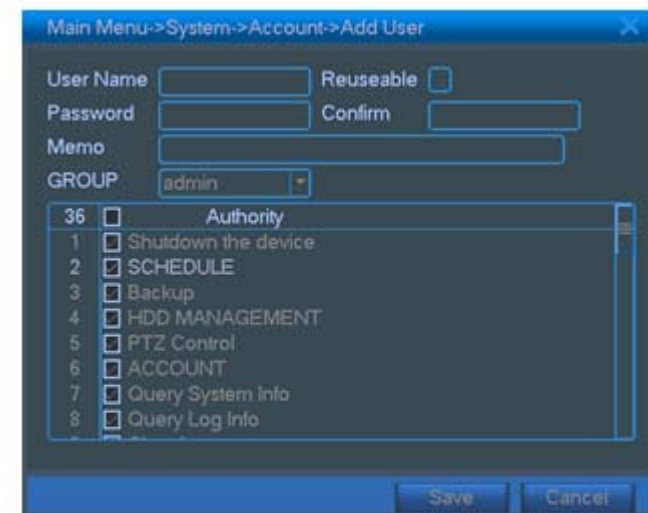 Main Menu->System->Account->Add User
User Name Reuseable
Password Confirm
Memo
GROUP admin
36 Authority
1 Shutdown the device
2 SCHEDULE
3 Backup
4 HDD MANAGEMENT
5 PTZ Control
6 ACCOUNT
7 Query System Info
8 Query Log Info
Save Cancel